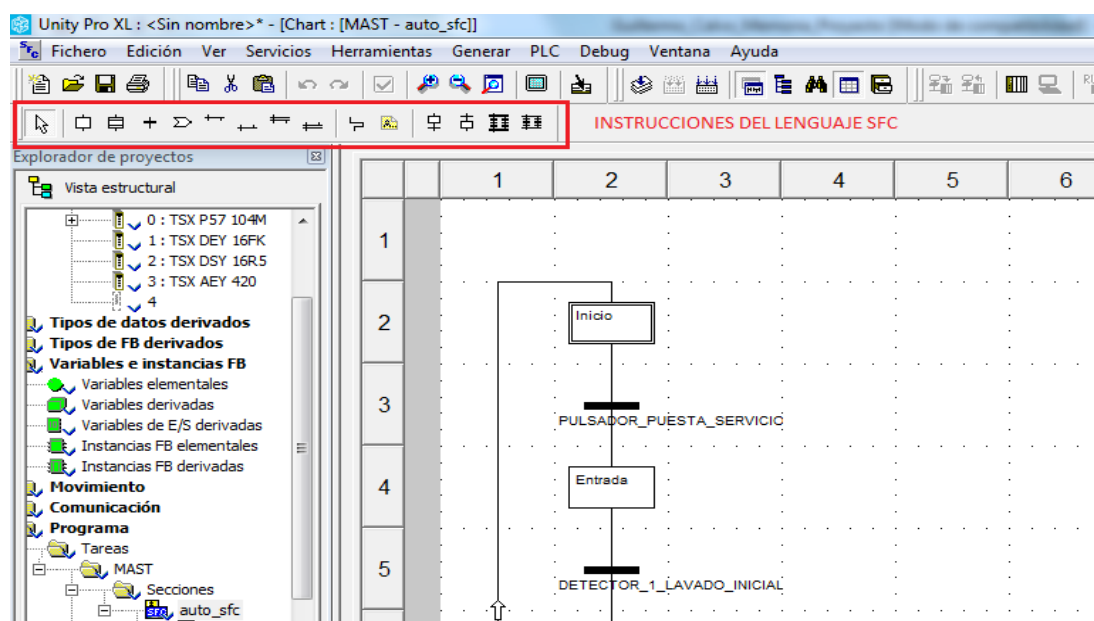 Unity Pro XL : <Sin nombre>* - [Chart : [MAST - auto_sfc]]
Fichero Edición Ver Servicios Herramientas Generar PLC Debug Ventana Ayuda
INSTRUCCIONES DEL LENGUAJE SFC
Explorador de proyectos
Vista estructural
0 : TSX P57 104M
1 : TSX DEY 16FK
2 : TSX DSY 16R5
3 : TSX AEY 420
4
Tipos de datos derivados
Tipos de FB derivados
Variables e instancias FB
Variables elementales
Variables derivadas
Variables de E/S derivadas
Instancias FB elementales
Instancias FB derivadas
Movimiento
Comunicación
Programa
Tareas
MAST
Secciones
auto_sfc
1 2 3 4 5 6
1
2
Inicio
3
PULSADOR_PUESTA_SERVICIO
4
Entrada
5
DETECTOR_1_LAVADO_INICIAL